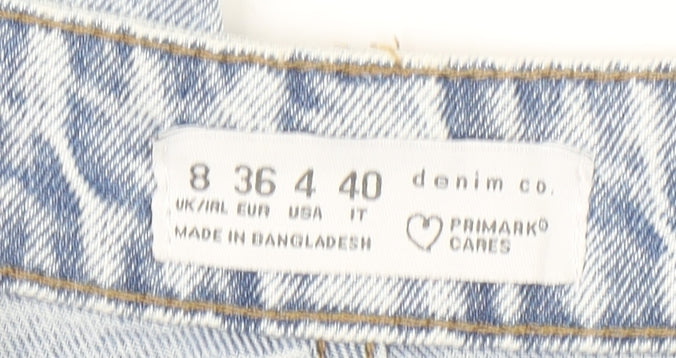 8 36 4 40
UK/IRL EUR USA IT
MADE IN BANGLADESH
denim co.
PRIMARK®
CARES